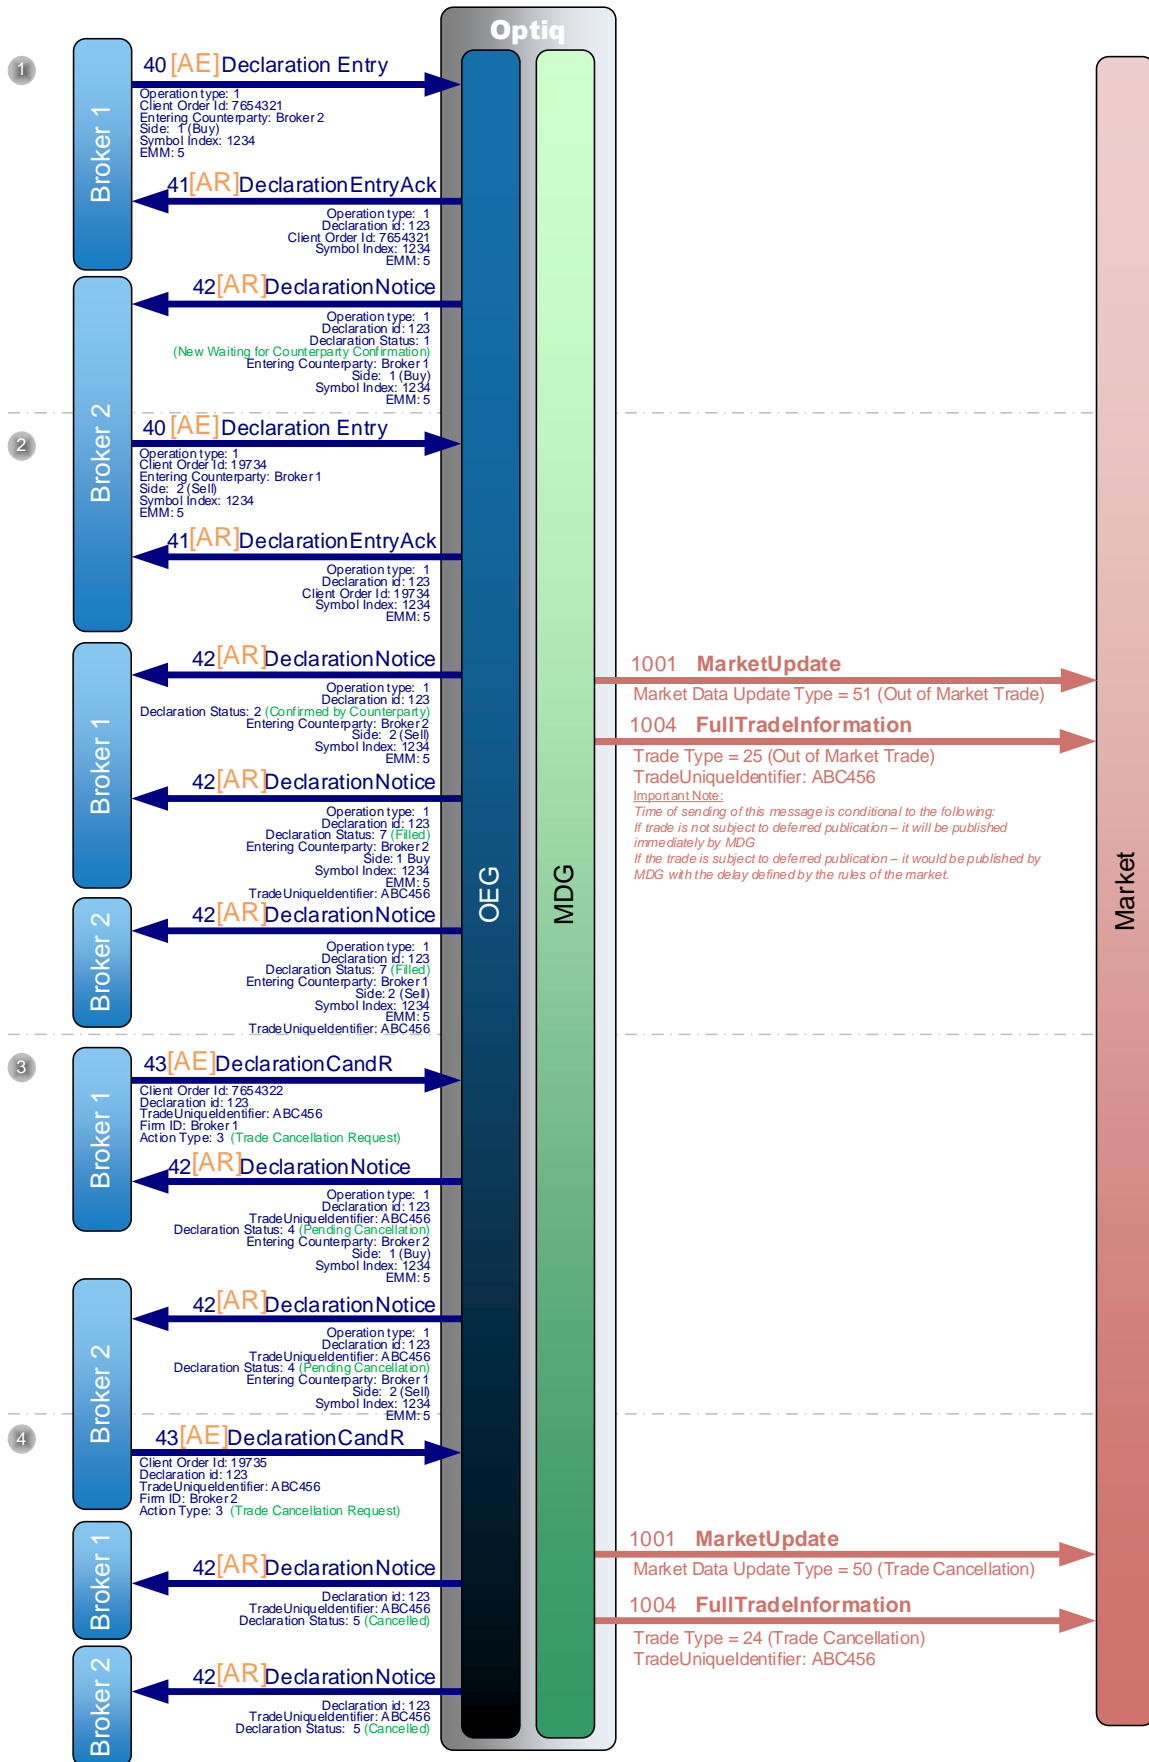 Optiq
OEG
MDG
Market
1
Broker 1
40 [AE] Declaration Entry
Operation type: 1
Client Order Id: 7654321
Entering Counterparty: Broker 2
Side: 1 (Buy)
Symbol Index: 1234
EMM: 5
41 [AR] DeclarationEntryAck
Operation type: 1
Declaration id: 123
Client Order Id: 7654321
Symbol Index: 1234
EMM: 5
Broker 2
42 [AR] DeclarationNotice
Operation type: 1
Declaration id: 123
Declaration Status: 1
(New Waiting for Counterparty Confirmation)
Entering Counterparty: Broker 1
Side: 1 (Buy)
Symbol Index: 1234
EMM: 5
2
40 [AE] Declaration Entry
Operation type: 1
Client Order Id: 19734
Entering Counterparty: Broker 1
Side: 2 (Sell)
Symbol Index: 1234
EMM: 5
41 [AR] DeclarationEntryAck
Operation type: 1
Declaration id: 123
Client Order Id: 19734
Symbol Index: 1234
EMM: 5
Broker 1
42 [AR] DeclarationNotice
Operation type: 1
Declaration id: 123
Declaration Status: 2 (Confirmed by Counterparty)
Entering Counterparty: Broker 2
Side: 2 (Sell)
Symbol Index: 1234
EMM: 5
1001 MarketUpdate
Market Data Update Type = 51 (Out of Market Trade)
1004 FullTradeInformation
Trade Type = 25 (Out of Market Trade)
TradeUniqueIdentifier: ABC456
Important Note:
Time of sending of this message is conditional to the following:
If trade is not subject to deferred publication – it will be published
immediately by MDG
If the trade is subject to deferred publication – it would be published by
MDG with the delay defined by the rules of the market.
42 [AR] DeclarationNotice
Operation type: 1
Declaration id: 123
Declaration Status: 7 (Filled)
Entering Counterparty: Broker 2
Side: 1 Buy
Symbol Index: 1234
EMM: 5
TradeUniqueIdentifier: ABC456
Broker 2
42 [AR] DeclarationNotice
Operation type: 1
Declaration id: 123
Declaration Status: 7 (Filled)
Entering Counterparty: Broker 1
Side: 2 (Sell)
Symbol Index: 1234
EMM: 5
TradeUniqueIdentifier: ABC456
3
Broker 1
43 [AE] DeclarationCandR
Client Order Id: 7654322
Declaration id: 123
TradeUniqueIdentifier: ABC456
Firm ID: Broker 1
Action Type: 3 (Trade Cancellation Request)
42 [AR] DeclarationNotice
Operation type: 1
Declaration id: 123
TradeUniqueIdentifier: ABC456
Declaration Status: 4 (Pending Cancellation)
Entering Counterparty: Broker 2
Side: 1 (Buy)
Symbol Index: 1234
EMM: 5
Broker 2
42 [AR] DeclarationNotice
Operation type: 1
Declaration id: 123
TradeUniqueIdentifier: ABC456
Declaration Status: 4 (Pending Cancellation)
Entering Counterparty: Broker 1
Side: 2 (Sell)
Symbol Index: 1234
EMM: 5
4
43 [AE] DeclarationCandR
Client Order Id: 19735
Declaration id: 123
TradeUniqueIdentifier: ABC456
Firm ID: Broker 2
Action Type: 3 (Trade Cancellation Request)
Broker 1
42 [AR] DeclarationNotice
Declaration id: 123
TradeUniqueIdentifier: ABC456
Declaration Status: 5 (Cancelled)
1001 MarketUpdate
Market Data Update Type = 50 (Trade Cancellation)
1004 FullTradeInformation
Trade Type = 24 (Trade Cancellation)
TradeUniqueIdentifier: ABC456
Broker 2
42 [AR] DeclarationNotice
Declaration id: 123
TradeUniqueIdentifier: ABC456
Declaration Status: 5 (Cancelled)